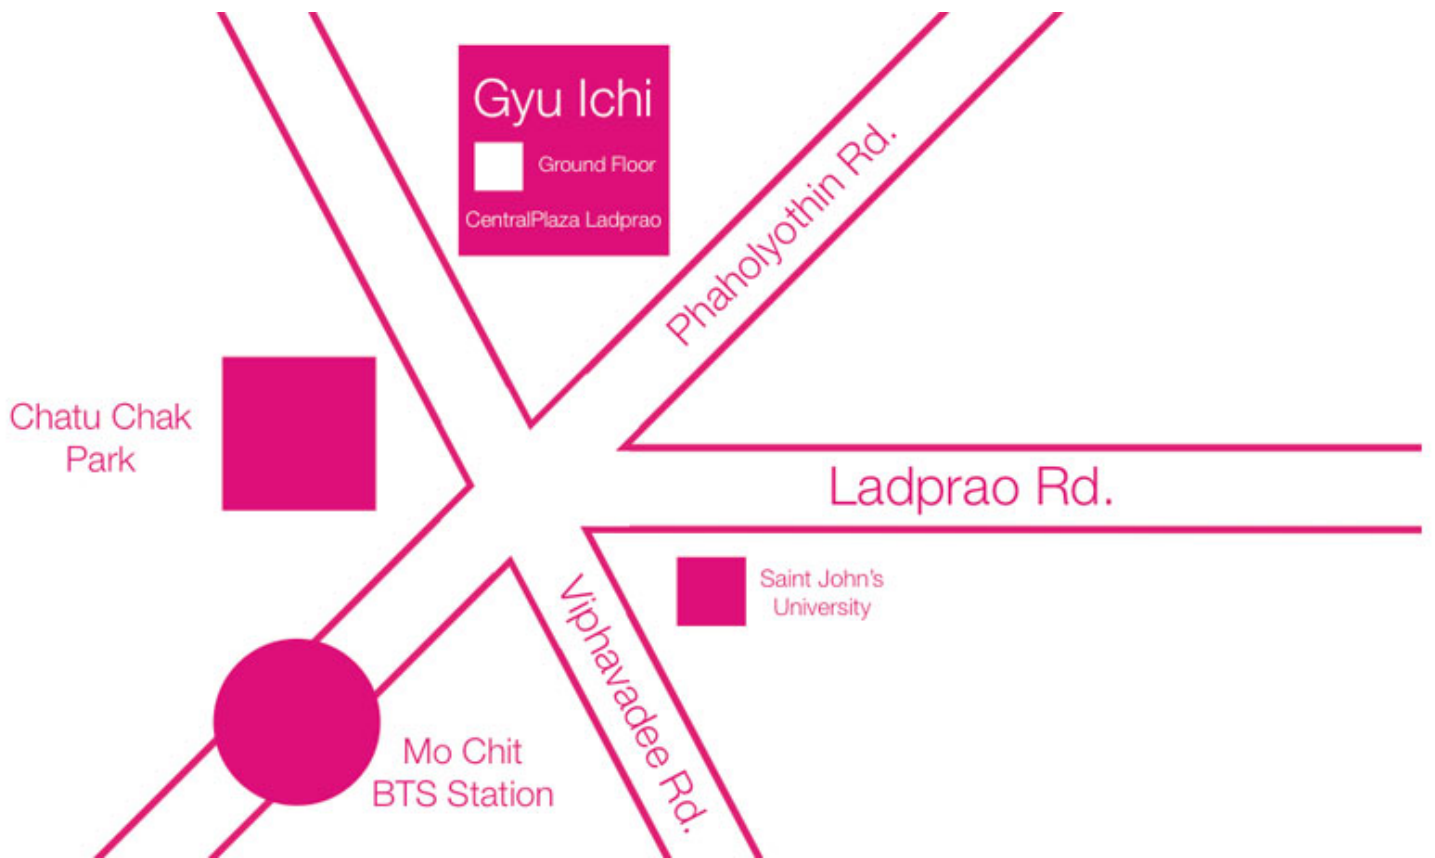 Gyu Ichi
Ground Floor
CentralPlaza Ladprao
Phaholyothin Rd.
Chatu Chak
Park
Ladprao Rd.
Saint John's
University
Viphavadee Rd.
Mo Chit
BTS Station